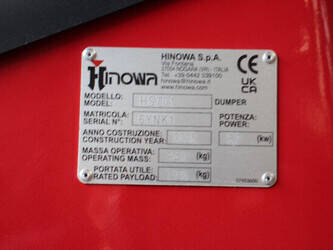 HINOWA
HINOWA S.p.A.
Via Fontana
37054 NOGARA (VR) - ITALIA
Tel. +39 0442 539100
hinowa@hinowa.it
www.hinowa.com
CE
UK
CA
MODELLO:
MODEL:
DUMPER
MATRICOLA:
SERIAL N°:
POTENZA:
POWER:
ANNO COSTRUZIONE:
CONSTRUCTION YEAR:
(kw)
MASSA OPERATIVA:
OPERATING MASS:
(kg)
PORTATA UTILE:
RATED PAYLOAD:
(kg)